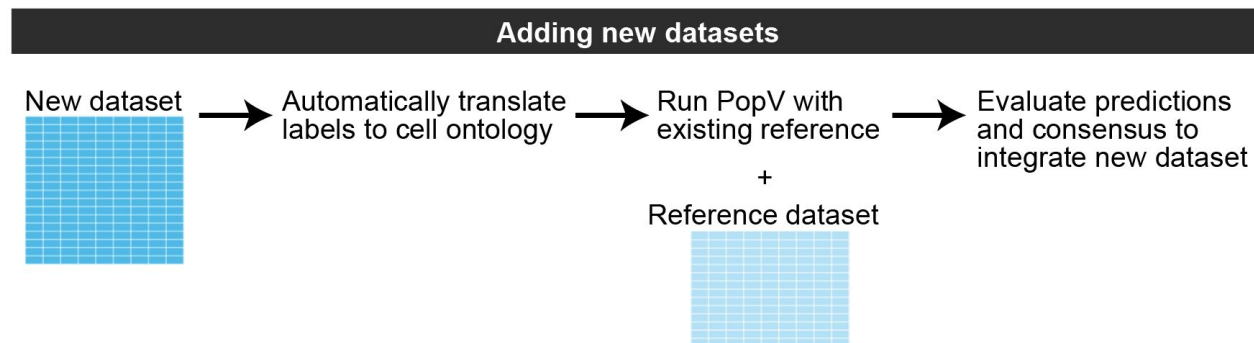 Adding new datasets
New dataset
Automatically translate
labels to cell ontology
Run PopV with
existing reference
+
Reference dataset
Evaluate predictions
and consensus to
integrate new dataset